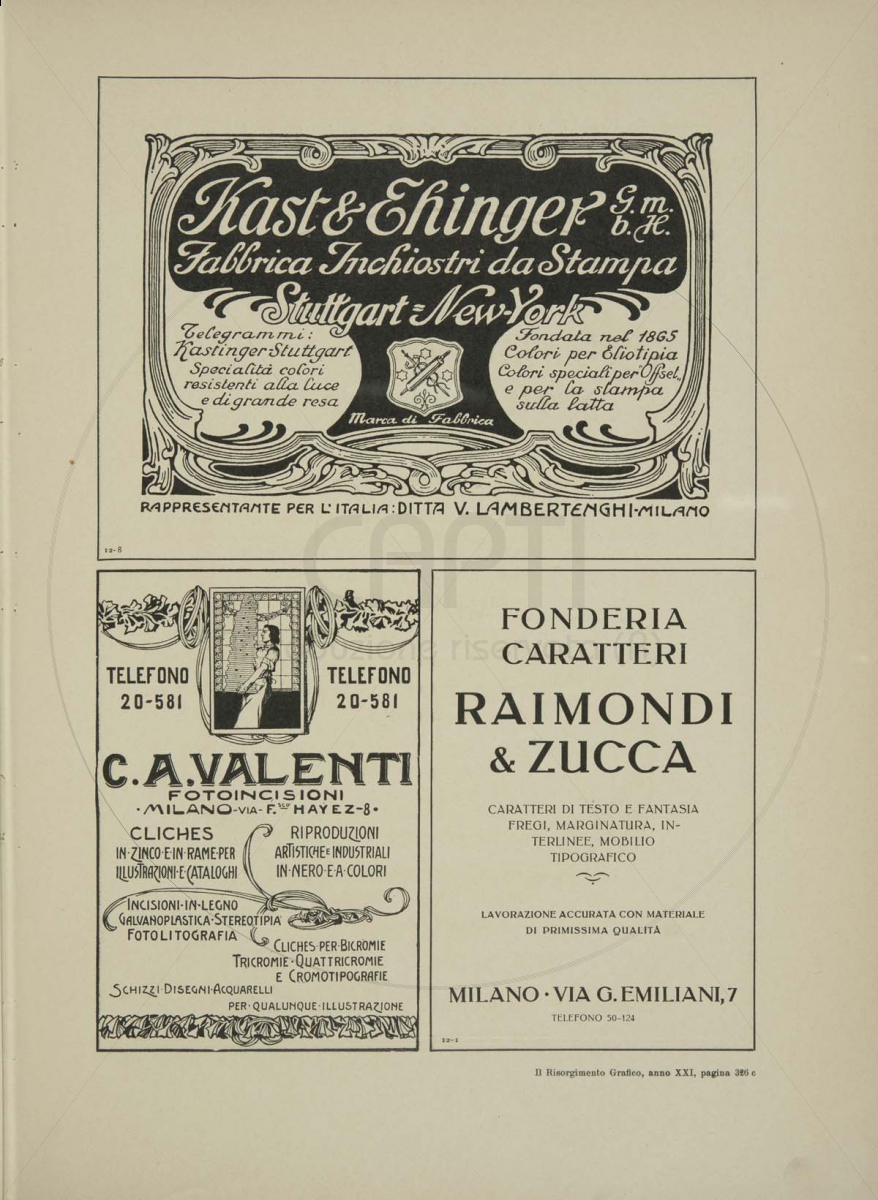 Kast & Ehinger G. m. b. H.
Fabbrica Inchiostri da Stampa
Stuttgart = New-York
Telegrammi:
Kastinger Stuttgart
Specialità colori
resistenti alla luce
e di grande resa
Fondata nel 1865
Colori per Eliotipia
Colori speciali per Offset,
e per la stampa
sulla latta
Marca di Fabbrica
RAPPRESENTANTE PER L'ITALIA: DITTA V. LAMBERTENGHI-MILANO
12-8
TELEFONO
20-581
TELEFONO
20-581
C.A.VALENTI
FOTOINCISIONI
·MILANO-VIA-F.SCO HAYEZ-8·
CLICHES
IN·ZINCO·E·IN·RAME·PER
ILLUSTRAZIONI·E·CATALOGHI
RIPRODUZIONI
ARTISTICHE E INDUSTRIALI
IN·NERO·E·A·COLORI
INCISIONI·IN·LEGNO
GALVANOPLASTICA·STEREOTIPIA
FOTOLITOGRAFIA
CLICHES·PER·BICROMIE
TRICROMIE·QUATTRICROMIE
E CROMOTIPOGRAFIE
SCHIZZI·DISEGNI·ACQUARELLI
PER·QUALUNQUE·ILLUSTRAZIONE
FONDERIA
CARATTERI
RAIMONDI
& ZUCCA
CARATTERI DI TESTO E FANTASIA
FREGI, MARGINATURA, IN-
TERLINEE, MOBILIO
TIPOGRAFICO
LAVORAZIONE ACCURATA CON MATERIALE
DI PRIMISSIMA QUALITÀ
MILANO · VIA G. EMILIANI, 7
TELEFONO 50-124
12-1
Il Risorgimento Grafico, anno XXI, pagina 326 c
CAPTI